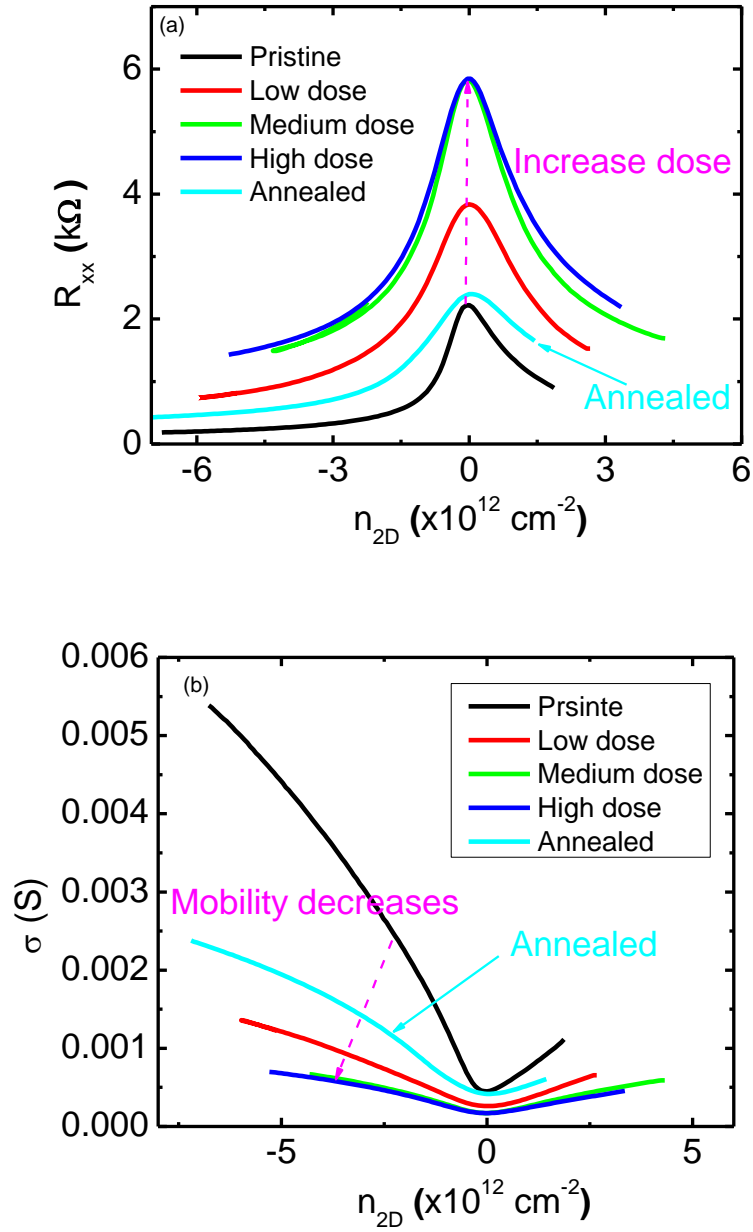 (a)
Pristine
Low dose
Medium dose
High dose
Annealed
Increase dose
Annealed
6
4
2
0
R_xx (kΩ)
-6 -3 0 3 6
n_2D (x10^12 cm^-2)
(b)
Prsinte
Low dose
Medium dose
High dose
Annealed
Mobility decreases
Annealed
0.006
0.005
0.004
0.003
0.002
0.001
0.000
σ (S)
-5 0 5
n_2D (x10^12 cm^-2)